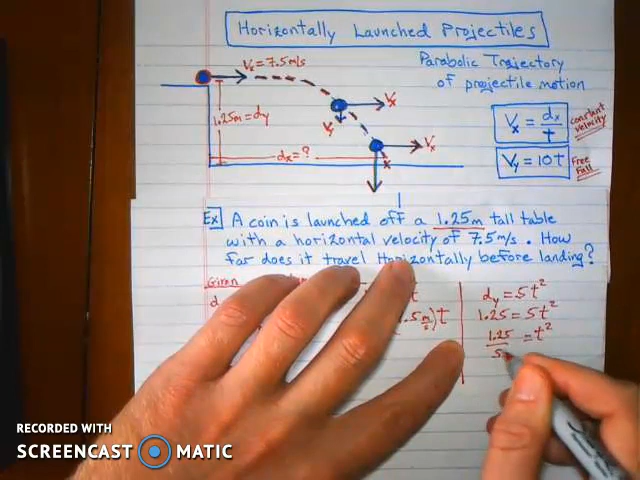 Horizontally Launched Projectiles
Vx = 7.5 m/s
Parabolic Trajectory
of projectile motion
1.25m = dy
Vx
Vy
Vx
dx = ?
Vx = dx/t
constant velocity
Vy = 10t
Free Fall
Ex A coin is launched off a 1.25m tall table
with a horizontal velocity of 7.5 m/s. How
far does it travel Horizontally before landing?
Given
d
t
.5 m/s)t
dy = 5t²
1.25 = 5t²
1.25/5 = t²
RECORDED WITH
SCREENCAST MATIC